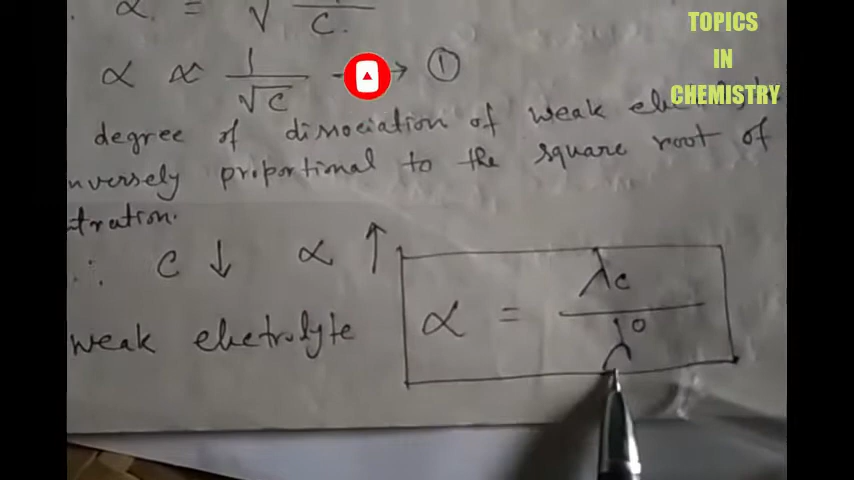 α = √ / C.
α ∝ 1/√C → ①
TOPICS
IN
CHEMISTRY
degree of dissociation of weak
nversely proportional to the square root of
tration.
∴ C ↓ α ↑
weak electrolyte
α = λc / λ°